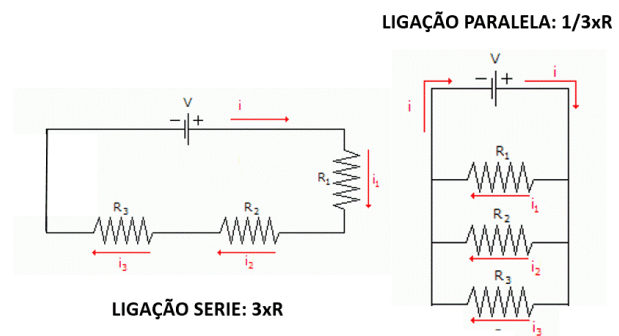 LIGAÇÃO PARALELA: 1/3xR
V
- +
i
i
i
R₁
i₁
R₂
i₂
R₃
i₃
V
- +
i
R₁
i₁
R₃
R₂
i₃
i₂
LIGAÇÃO SERIE: 3xR